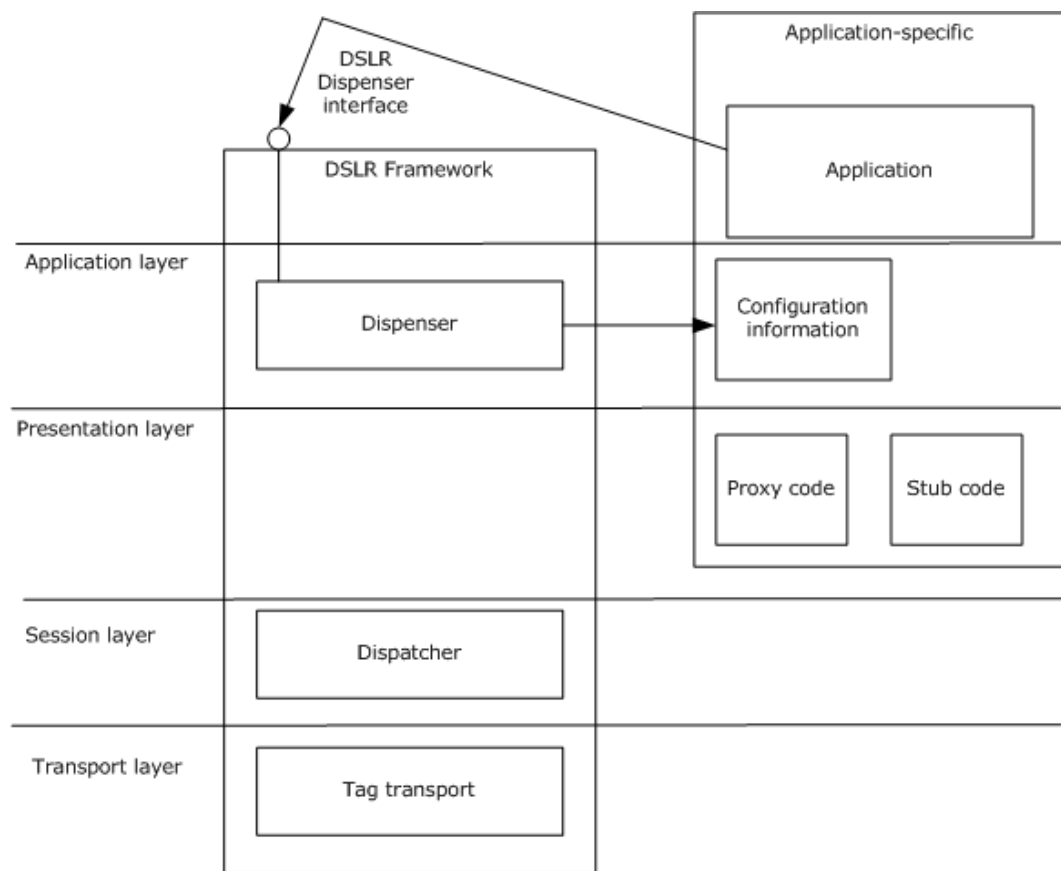 Application-specific
DSLR
Dispenser
interface
DSLR Framework
Application
Application layer
Dispenser
Configuration
information
Presentation layer
Proxy code
Stub code
Session layer
Dispatcher
Transport layer
Tag transport